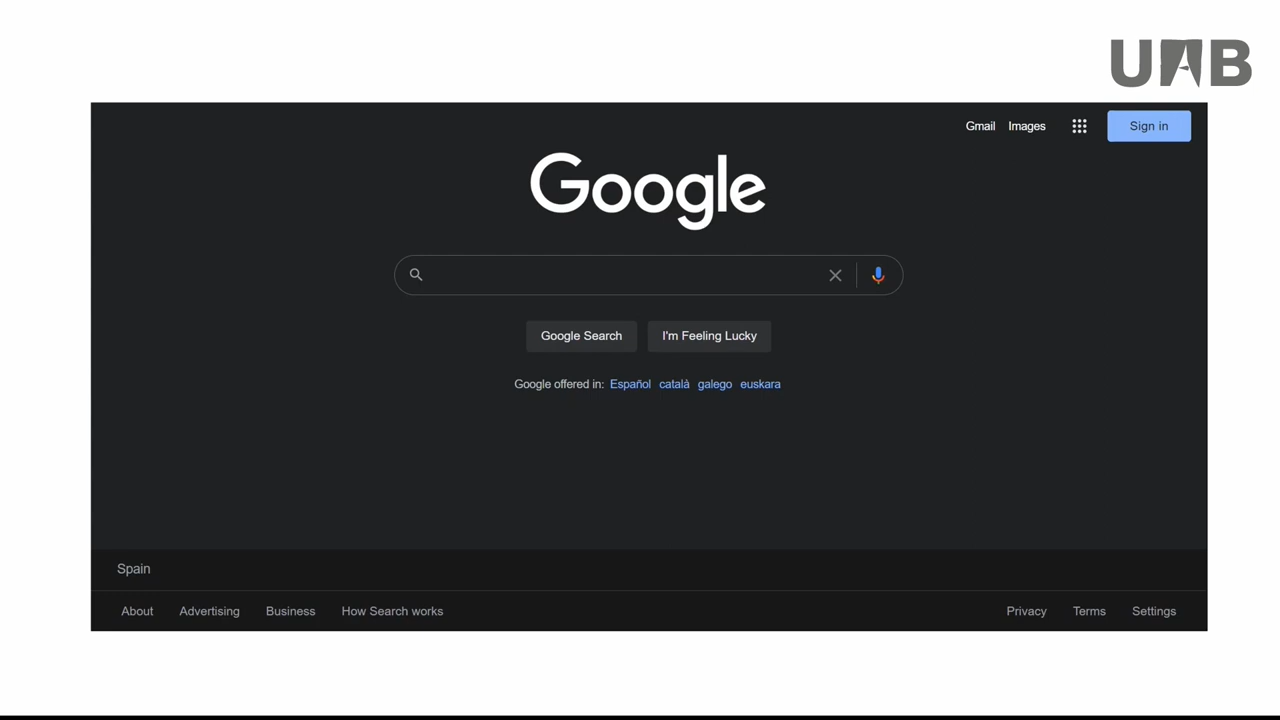 UAB
Gmail Images Sign in
Google
Google Search I'm Feeling Lucky
Google offered in: Español català galego euskara
Spain
About Advertising Business How Search works Privacy Terms Settings